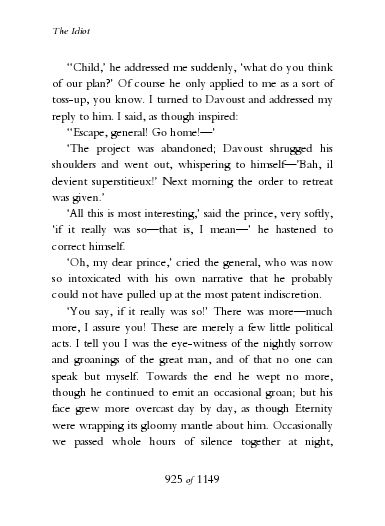 The Idiot
‘“Child,’ he addressed me suddenly, ‘what do you think
of our plan?’ Of course he only applied to me as a sort of
toss-up, you know. I turned to Davoust and addressed my
reply to him. I said, as though inspired:
‘“Escape, general! Go home!—’
‘The project was abandoned; Davoust shrugged his
shoulders and went out, whispering to himself—’Bah, il
devient superstitieux!’ Next morning the order to retreat
was given.’
‘All this is most interesting,’ said the prince, very softly,
‘if it really was so—that is, I mean—’ he hastened to
correct himself.
‘Oh, my dear prince,’ cried the general, who was now
so intoxicated with his own narrative that he probably
could not have pulled up at the most patent indiscretion.
‘You say, if it really was so!’ There was more—much
more, I assure you! These are merely a few little political
acts. I tell you I was the eye-witness of the nightly sorrow
and groanings of the great man, and of that no one can
speak but myself. Towards the end he wept no more,
though he continued to emit an occasional groan; but his
face grew more overcast day by day, as though Eternity
were wrapping its gloomy mantle about him. Occasionally
we passed whole hours of silence together at night,
925 of 1149